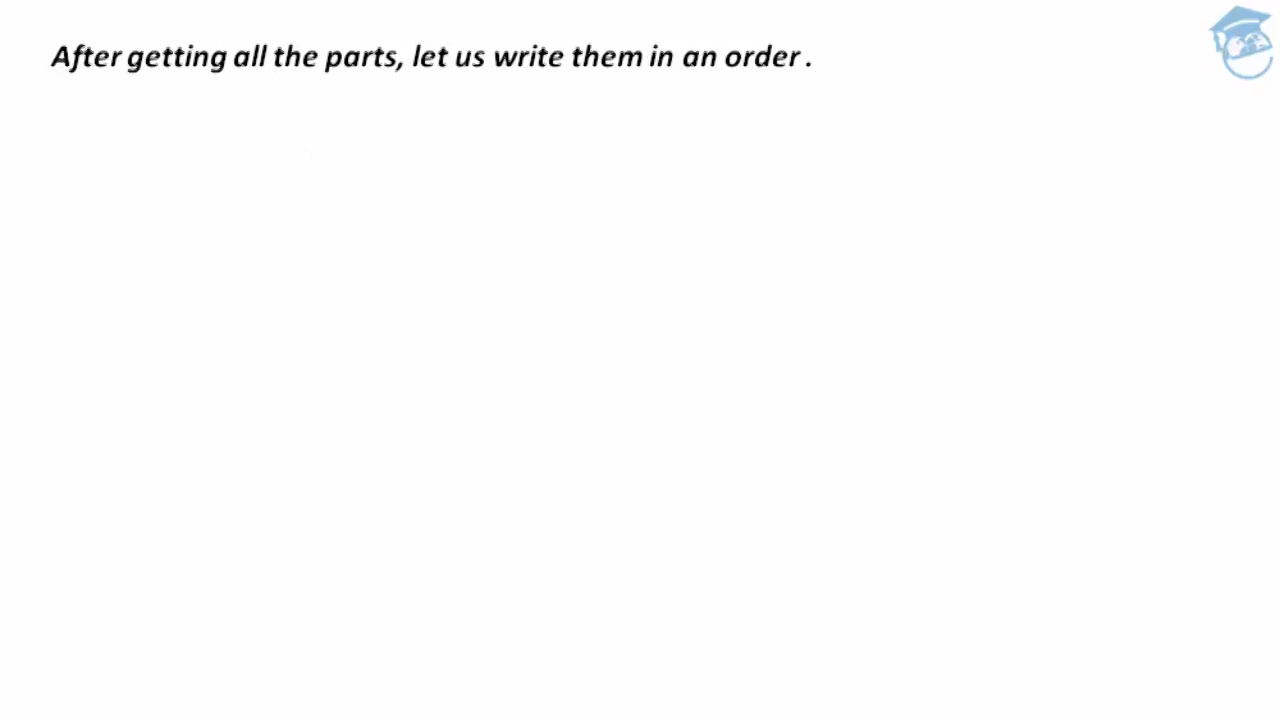 After getting all the parts, let us write them in an order .